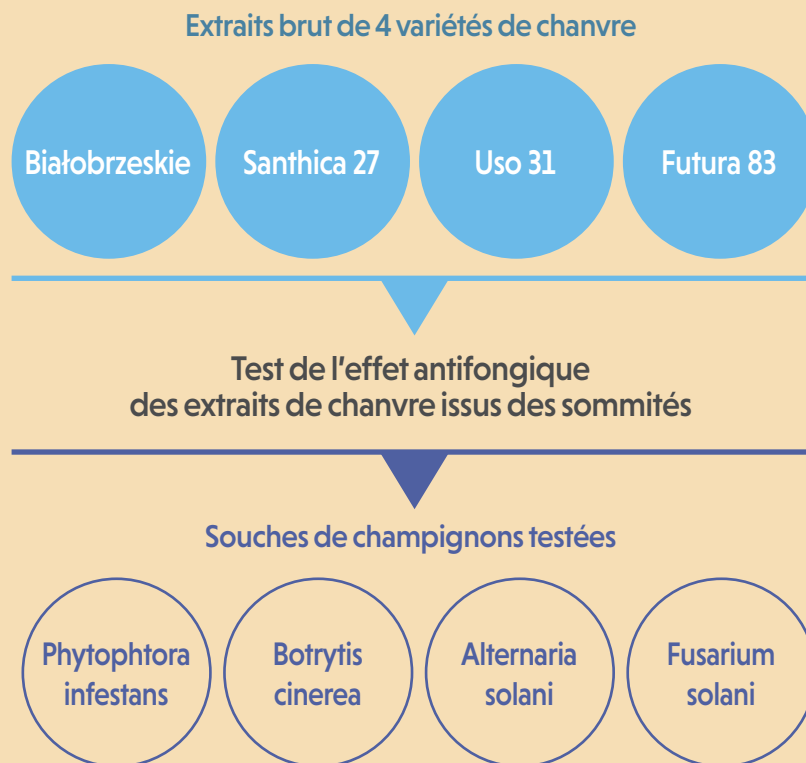 Extraits brut de 4 variétés de chanvre
Białobrzeskie
Santhica 27
Uso 31
Futura 83
Test de l'effet antifongique
des extraits de chanvre issus des sommités
Souches de champignons testées
Phytophtora
infestans
Botrytis
cinerea
Alternaria
solani
Fusarium
solani